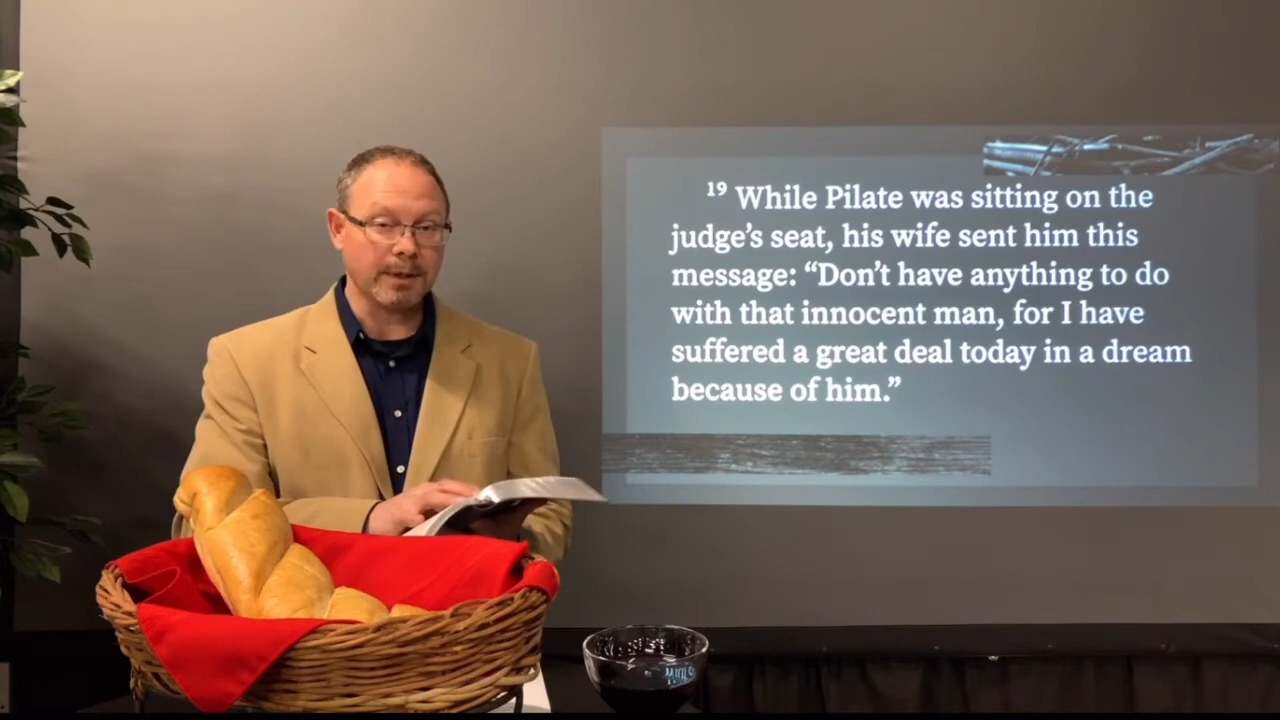 19 While Pilate was sitting on the
judge’s seat, his wife sent him this
message: “Don’t have anything to do
with that innocent man, for I have
suffered a great deal today in a dream
because of him.”